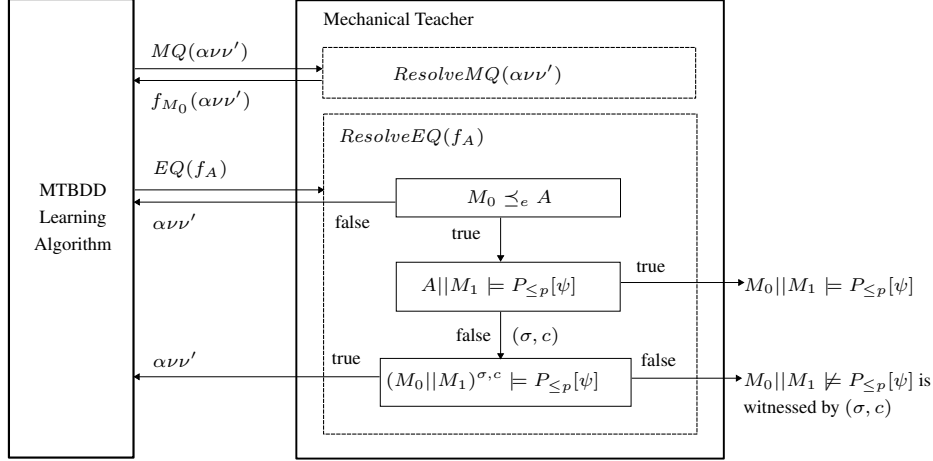 Mechanical Teacher
MQ(ανν′)
ResolveMQ(ανν′)
f_{M_0}(ανν′)
ResolveEQ(f_A)
EQ(f_A)
MTBDD
Learning
Algorithm
M_0 ⪯_e A
ανν′
false
true
A||M_1 ⊨ P_{≤p}[ψ]
true
M_0||M_1 ⊨ P_{≤p}[ψ]
false (σ, c)
ανν′
true
(M_0||M_1)^{σ,c} ⊨ P_{≤p}[ψ]
false
M_0||M_1 ⊭ P_{≤p}[ψ] is
witnessed by (σ, c)